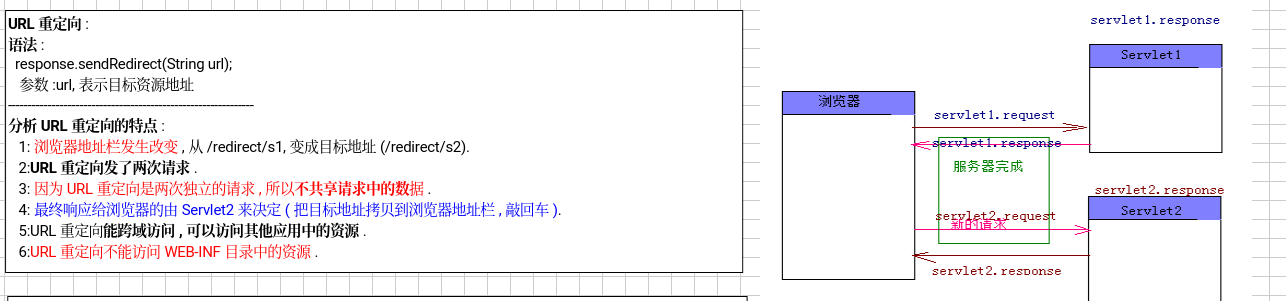 URL 重定向 :
语法 :
response.sendRedirect(String url);
参数 :url, 表示目标资源地址
----------------------------------------------------------------
分析 URL 重定向的特点 :
1: 浏览器地址栏发生改变 , 从 /redirect/s1, 变成目标地址 (/redirect/s2).
2:URL 重定向发了两次请求 .
3: 因为 URL 重定向是两次独立的请求 , 所以不共享请求中的数据 .
4: 最终响应给浏览器的由 Servlet2 来决定 ( 把目标地址拷贝到浏览器地址栏 , 敲回车 ).
5:URL 重定向能跨域访问 , 可以访问其他应用中的资源 .
6:URL 重定向不能访问 WEB-INF 目录中的资源 .
servlet1.response
Servlet1
浏览器
servlet1.request
servlet1.response
服务器完成
servlet2.response
Servlet2
servlet2.request
新的请求
servlet2.response